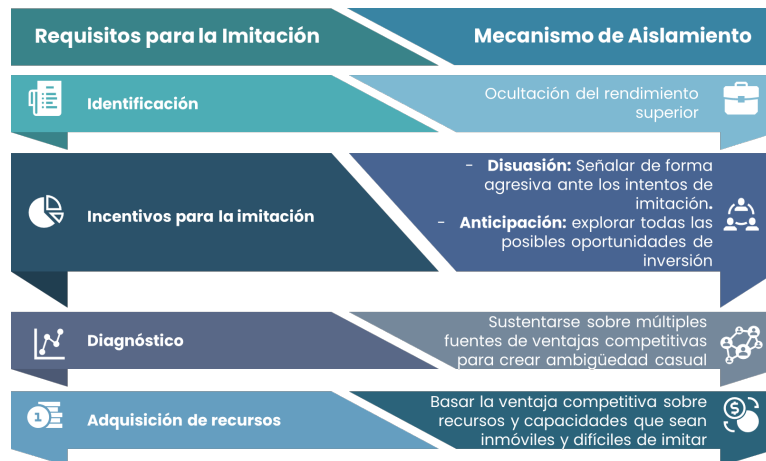 Requisitos para la Imitación
Mecanismo de Aislamiento
Identificación
Ocultación del rendimiento
superior
Incentivos para la imitación
- Disuasión: Señalar de forma
agresiva ante los intentos de
imitación.
- Anticipación: explorar todas las
posibles oportunidades de
inversión
Diagnóstico
Sustentarse sobre múltiples
fuentes de ventajas competitivas
para crear ambigüedad casual
1
Adquisición de recursos
Basar la ventaja competitiva sobre
recursos y capacidades que sean
inmóviles y difíciles de imitar
$